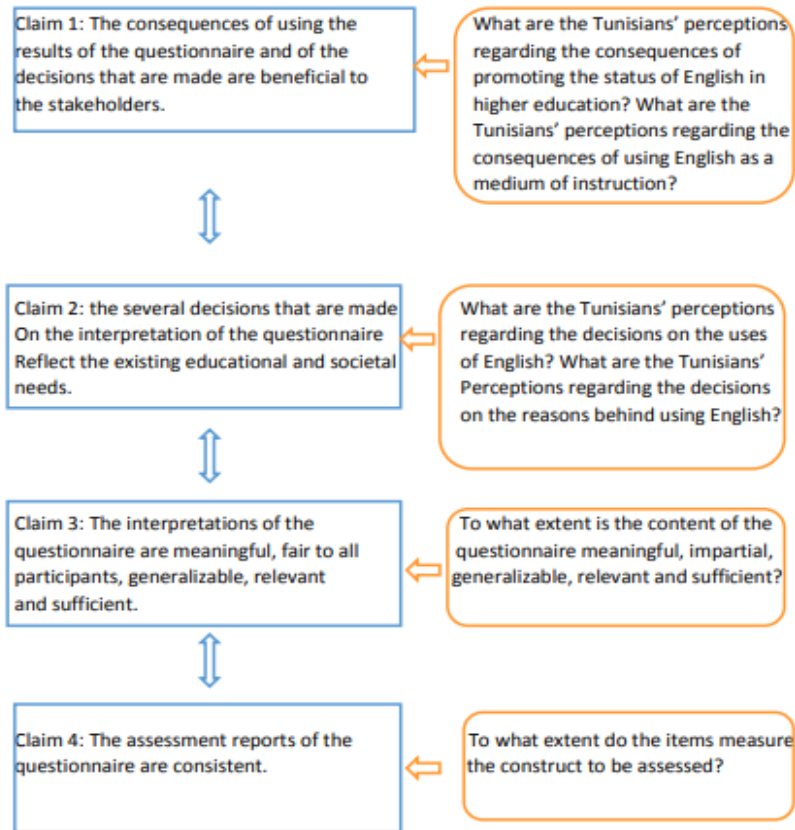 Claim 1: The consequences of using the
results of the questionnaire and of the
decisions that are made are beneficial to
the stakeholders.
What are the Tunisians’ perceptions
regarding the consequences of
promoting the status of English in
higher education? What are the
Tunisians’ perceptions regarding the
consequences of using English as a
medium of instruction?
Claim 2: the several decisions that are made
On the interpretation of the questionnaire
Reflect the existing educational and societal
needs.
What are the Tunisians’ perceptions
regarding the decisions on the uses
of English? What are the Tunisians’
Perceptions regarding the decisions
on the reasons behind using English?
Claim 3: The interpretations of the
questionnaire are meaningful, fair to all
participants, generalizable, relevant
and sufficient.
To what extent is the content of the
questionnaire meaningful, impartial,
generalizable, relevant and sufficient?
Claim 4: The assessment reports of the
questionnaire are consistent.
To what extent do the items measure
the construct to be assessed?